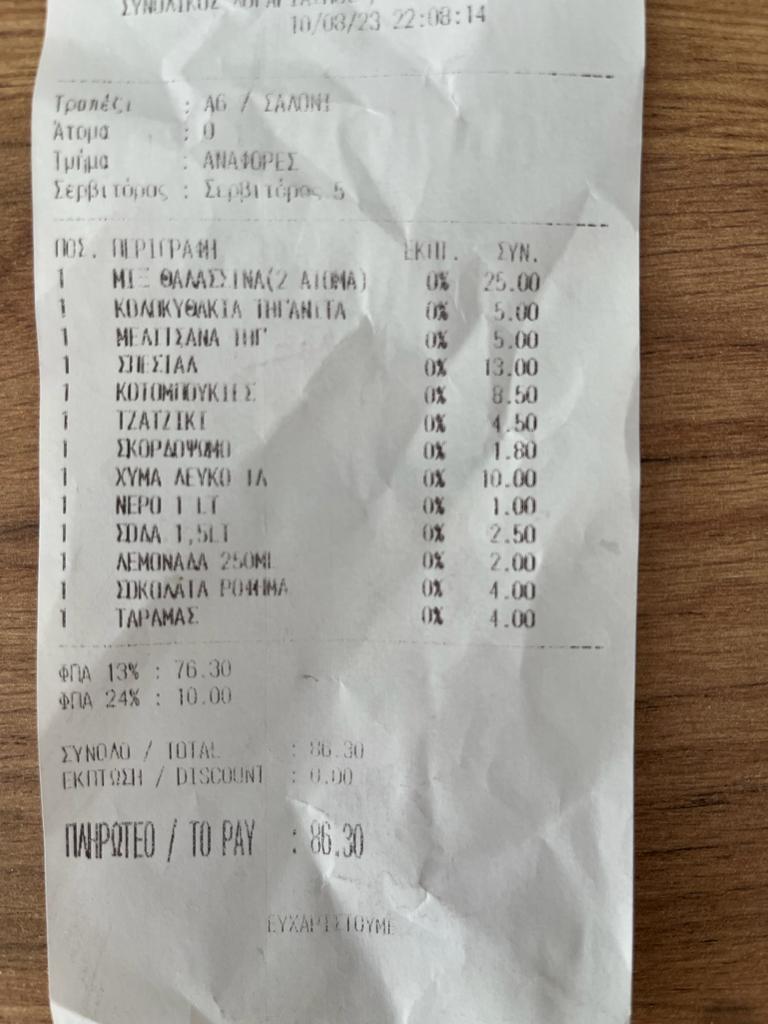 ΣΥΝΟΛΙΚΟΣ
10/08/23 22:08:14
Τραπέζι : A6 / ΣΑΛΟΝΙ
Άτομα : 0
Τμήμα : ΑΝΑΦΟΡΕΣ
Σερβιτόρος : Σερβιτόρος 5
ΠΟΣ. ΠΕΡΙΓΡΑΦΗ ΕΚΠ. ΣΥΝ.
1 ΜΙΞ ΘΑΛΑΣΣΙΝΑ(2 ΑΤΟΜΑ) 0% 25.00
1 ΚΟΛΟΚΥΘΑΚΙΑ ΤΗΓΑΝΙΤΑ 0% 5.00
1 ΜΕΛΙΤΣΑΝΑ ΤΗΓ 0% 5.00
1 ΣΠΕΣΙΑΛ 0% 13.00
1 ΚΟΤΟΜΠΟΥΚΙΕΣ 0% 8.50
1 ΤΖΑΤΖΙΚΙ 0% 4.50
1 ΣΚΟΡΔΟΨΩΜΟ 0% 1.80
1 ΧΥΜΑ ΛΕΥΚΟ 1Λ 0% 10.00
1 ΝΕΡΟ 1 LT 0% 1.00
1 ΣΟΔΑ 1,5LT 0% 2.50
1 ΛΕΜΟΝΑΔΑ 250ML 0% 2.00
1 ΣΟΚΟΛΑΤΑ ΡΟΦΗΜΑ 0% 4.00
1 ΤΑΡΑΜΑΣ 0% 4.00
ΦΠΑ 13% : 76.30
ΦΠΑ 24% : 10.00
ΣΥΝΟΛΟ / TOTAL : 86.30
ΕΚΠΤΩΣΗ / DISCOUNT : 0.00
ΠΛΗΡΩΤΕΟ / TO PAY : 86.30
ΕΥΧΑΡΙΣΤΟΥΜΕ